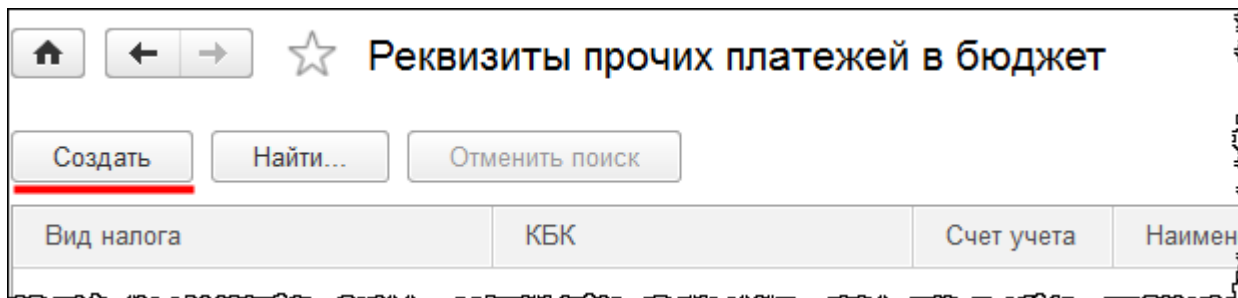 Реквизиты прочих платежей в бюджет
Создать Найти... Отменить поиск
Вид налога КБК Счет учета Наимен